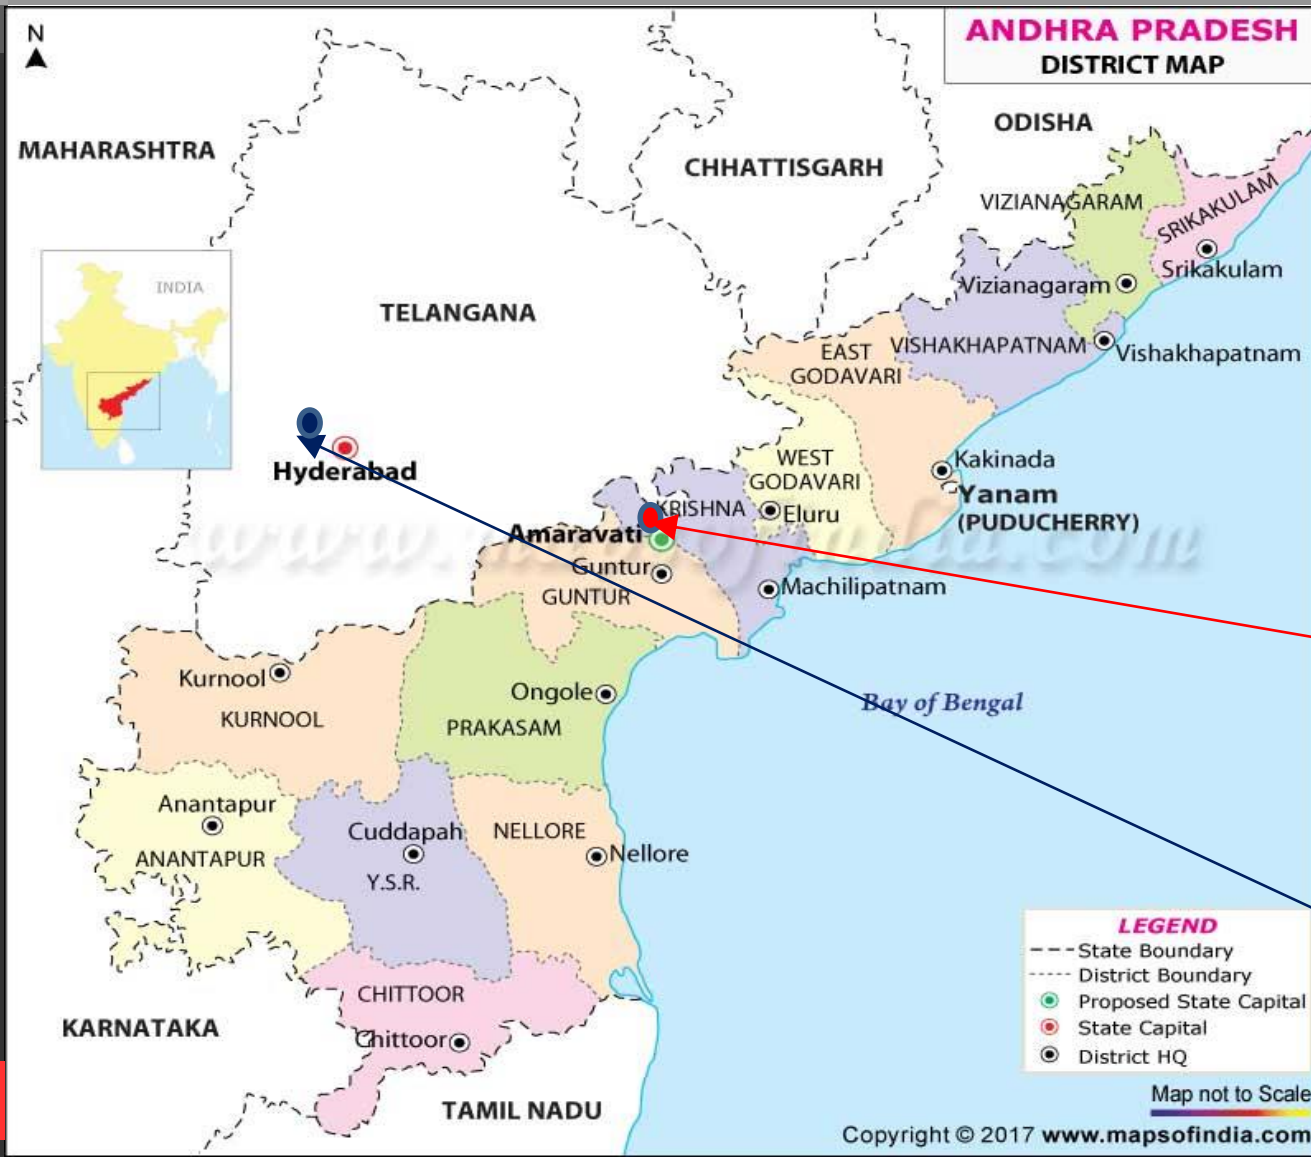 N
ANDHRA PRADESH
DISTRICT MAP
MAHARASHTRA
CHHATTISGARH
ODISHA
VIZIANAGARAM
SRIKAKULAM
Srikakulam
INDIA
TELANGANA
Vizianagaram
EAST
GODAVARI
VISHAKHAPATNAM
Vishakhapatnam
Hyderabad
WEST
GODAVARI
Kakinada
Yanam
(PUDUCHERRY)
KRISHNA
Eluru
Amaravati
www.mapsofindia.com
Guntur
GUNTUR
Machilipatnam
Kurnool
KURNOOL
Ongole
PRAKASAM
Bay of Bengal
Anantapur
ANANTAPUR
Cuddapah
Y.S.R.
NELLORE
Nellore
LEGEND
State Boundary
District Boundary
Proposed State Capital
State Capital
District HQ
CHITTOOR
Chittoor
KARNATAKA
TAMIL NADU
Map not to Scale
Copyright © 2017 www.mapsofindia.com